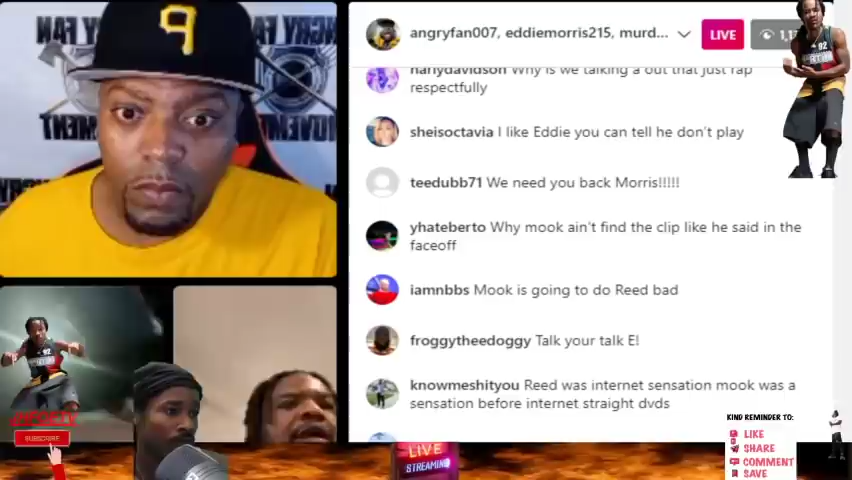 angryfan007, eddiemorris215, murd...
LIVE
harlydavidson Why is we talking a out that just rap
respectfully
sheisoctavia I like Eddie you can tell he don't play
teedubb71 We need you back Morris!!!!!
yhateberto Why mook ain't find the clip like he said in the
faceoff
iamnbbs Mook is going to do Reed bad
froggythedoggy Talk your talk E!
knowmeshityou Reed was internet sensation mook was a
sensation before internet straight dvds
SUBSCRIBE
LIVE
STREAMING
KIND REMINDER TO:
LIKE
SHARE
COMMENT
SAVE